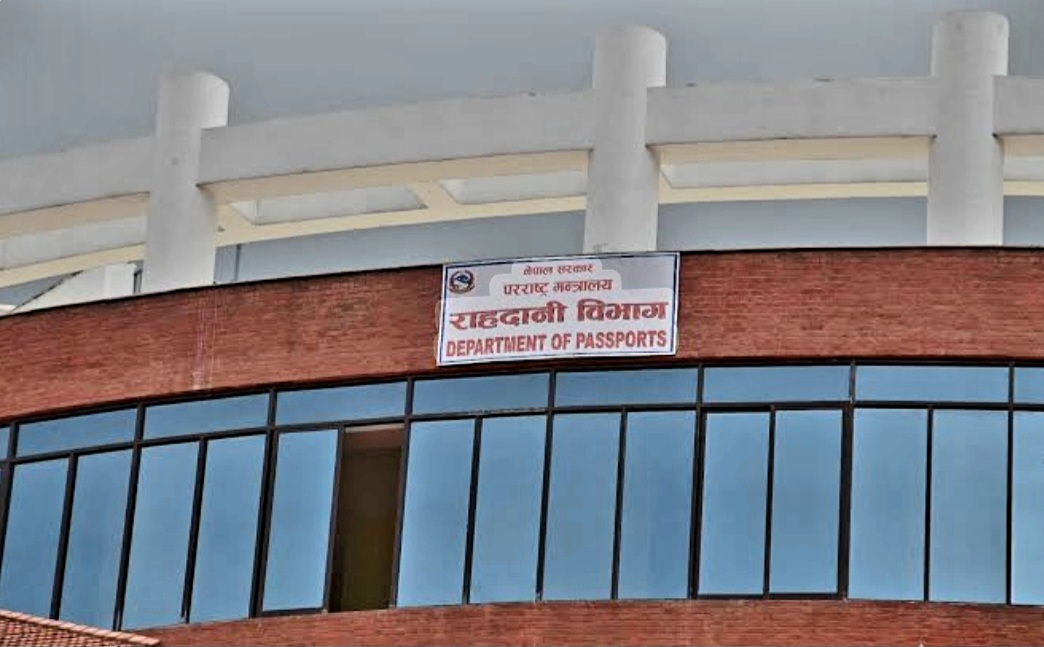 नेपाल सरकार
परराष्ट्र मन्त्रालय
राहदानी विभाग
DEPARTMENT OF PASSPORTS